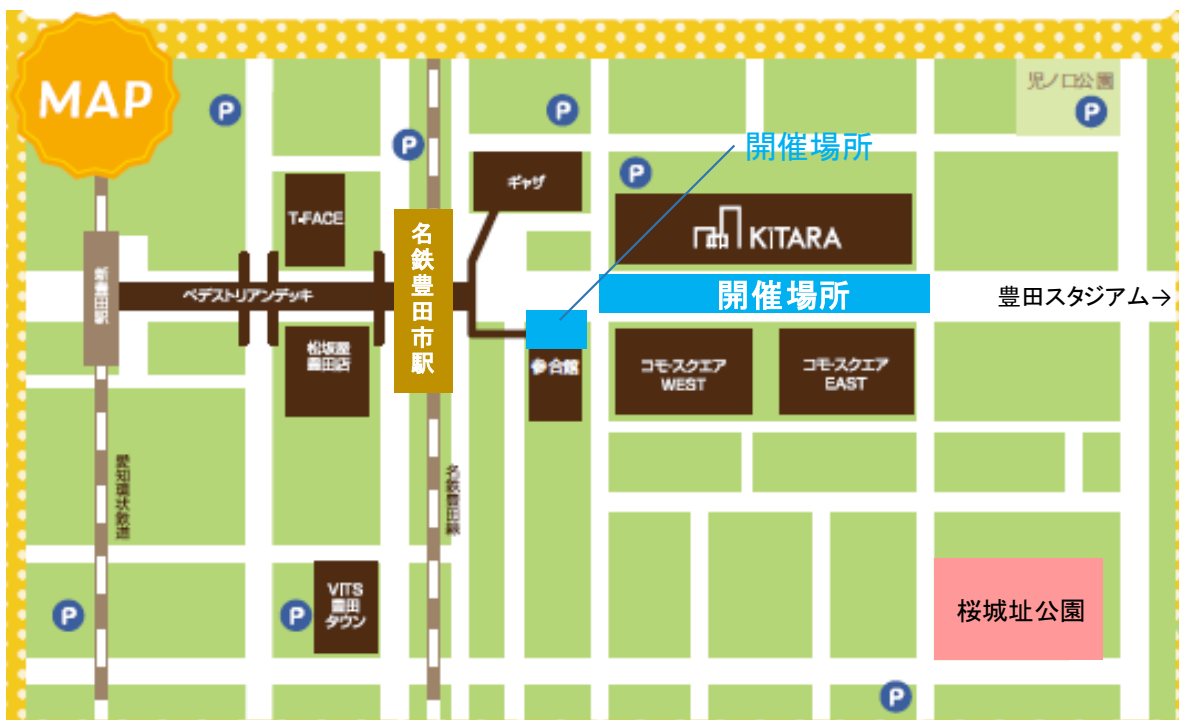 MAP
P
P
P
児ノ口公園
P
開催場所
ギャザ
P
T-FACE
名鉄豊田市駅
KiTARA
新豊田駅
ペデストリアンデッキ
開催場所
豊田スタジアム→
松坂屋
豊田店
参合館
コモ・スクエア
WEST
コモ・スクエア
EAST
愛知環状鉄道
名鉄豊田線
P
P
VITS
豊田
タウン
桜城址公園
P